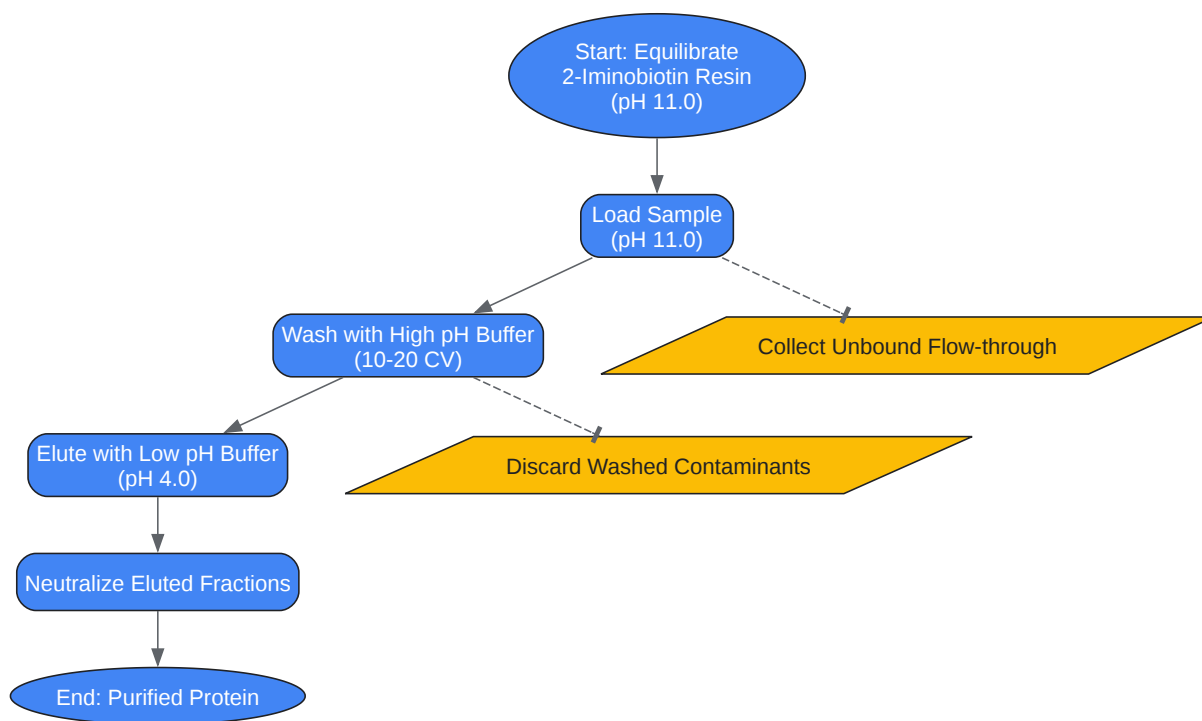 Start: Equilibrate
2-Iminobiotin Resin
(pH 11.0)
Load Sample
(pH 11.0)
Wash with High pH Buffer
(10-20 CV)
Collect Unbound Flow-through
Elute with Low pH Buffer
(pH 4.0)
Discard Washed Contaminants
Neutralize Eluted Fractions
End: Purified Protein